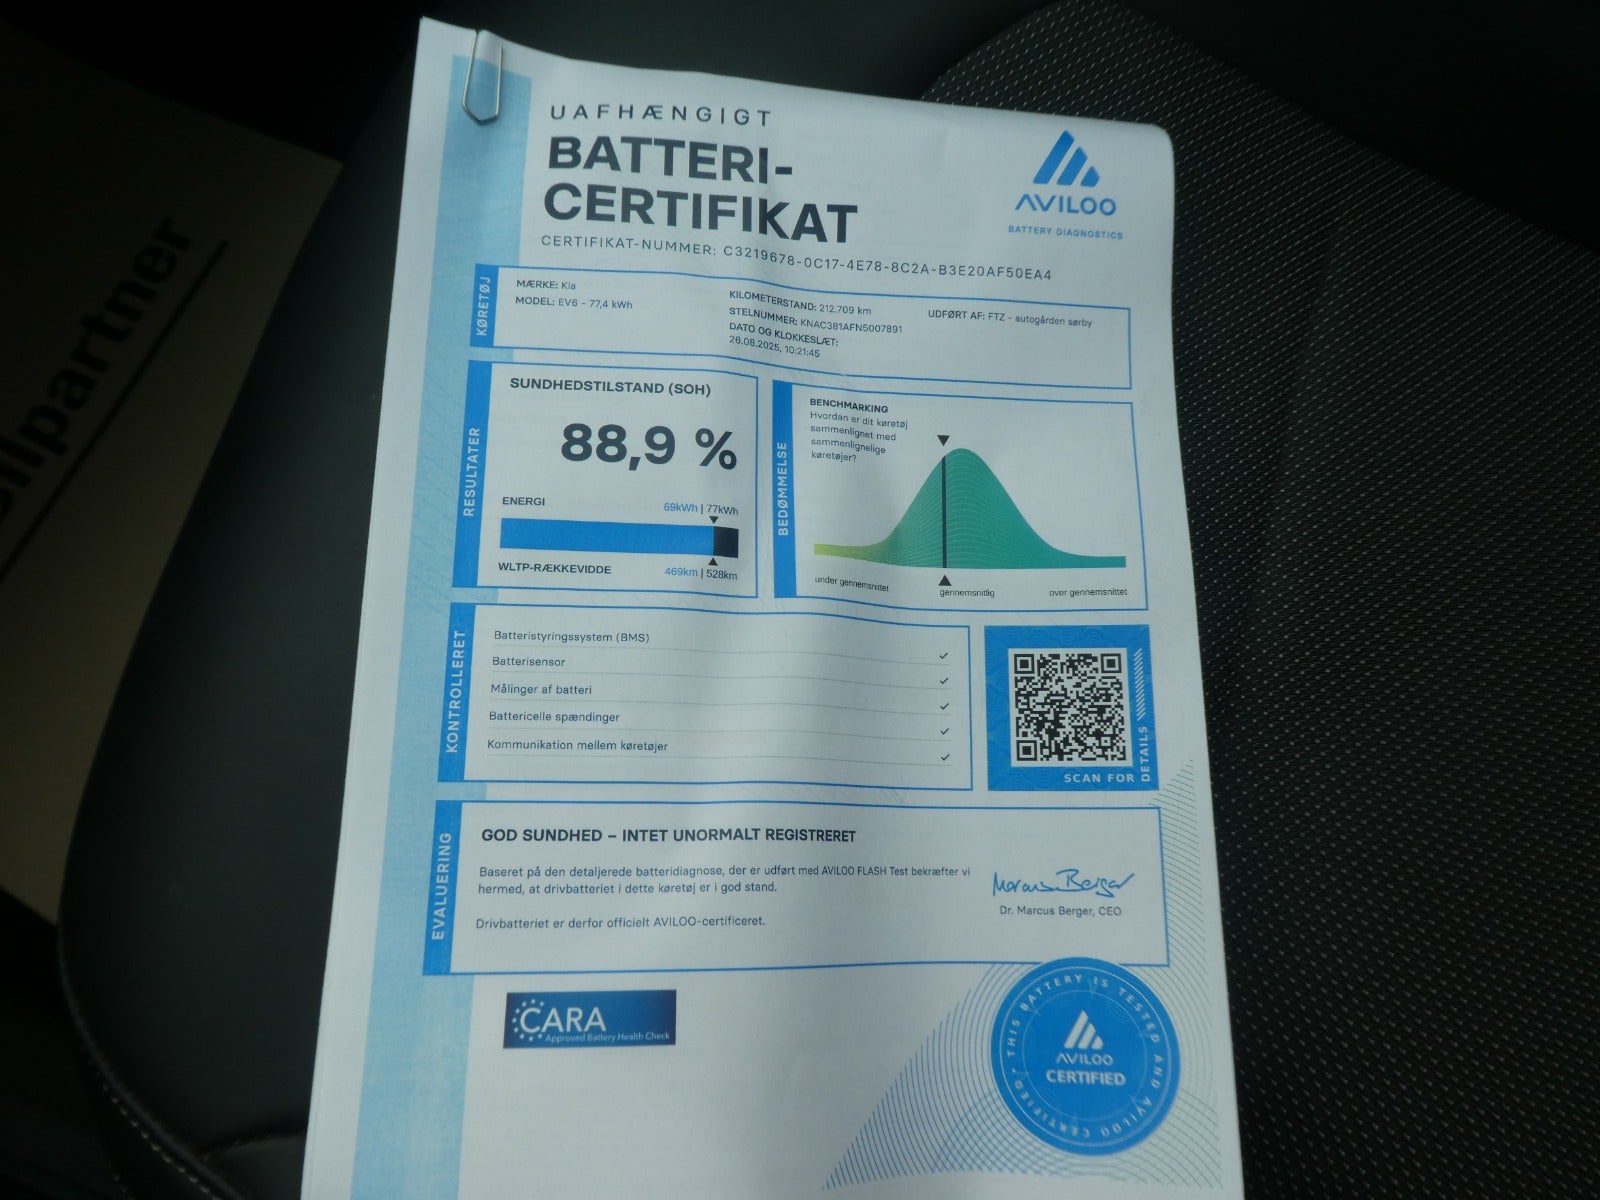 UAFHÆNGIGT
BATTERI-
CERTIFIKAT
CERTIFIKAT-NUMMER: C3219678-0C17-4E78-8C2A-B3E20AF50EA4
AVILOO
BATTERY DIAGNOSTICS
KØRETØJ
MÆRKE: Kia
MODEL: EV6 - 77,4 kWh
KILOMETERSTAND: 212.709 km
STELNUMMER: KNAC381AFN5007891
DATO OG KLOKKESLÆT:
26.08.2025, 10:21:45
UDFØRT AF: FTZ - autogården sørby
RESULTATER
SUNDHEDSTILSTAND (SOH)
88,9 %
ENERGI
69kWh | 77kWh
WLTP-RÆKKEVIDDE
469km | 528km
BEDØMMELSE
BENCHMARKING
Hvordan er dit køretøj
sammenlignet med
sammenlignelige
køretøjer?
under gennemsnittet
gennemsnitlig
over gennemsnittet
KONTROLLERET
Batteristyringssystem (BMS)
Batterisensor
Målinger af batteri
Battericelle spændinger
Kommunikation mellem køretøjer
SCAN FOR
DETAILS
EVALUERING
GOD SUNDHED – INTET UNORMALT REGISTRERET
Baseret på den detaljerede batteridiagnose, der er udført med AVILOO FLASH Test bekræfter vi
hermed, at drivbatteriet i dette køretøj er i god stand.
Drivbatteriet er derfor officielt AVILOO-certificeret.
Marcus Berger
Dr. Marcus Berger, CEO
CARA
Approved Battery Health Check
THIS BATTERY IS TESTED AND AVILOO CERTIFIED
AVILOO
CERTIFIED